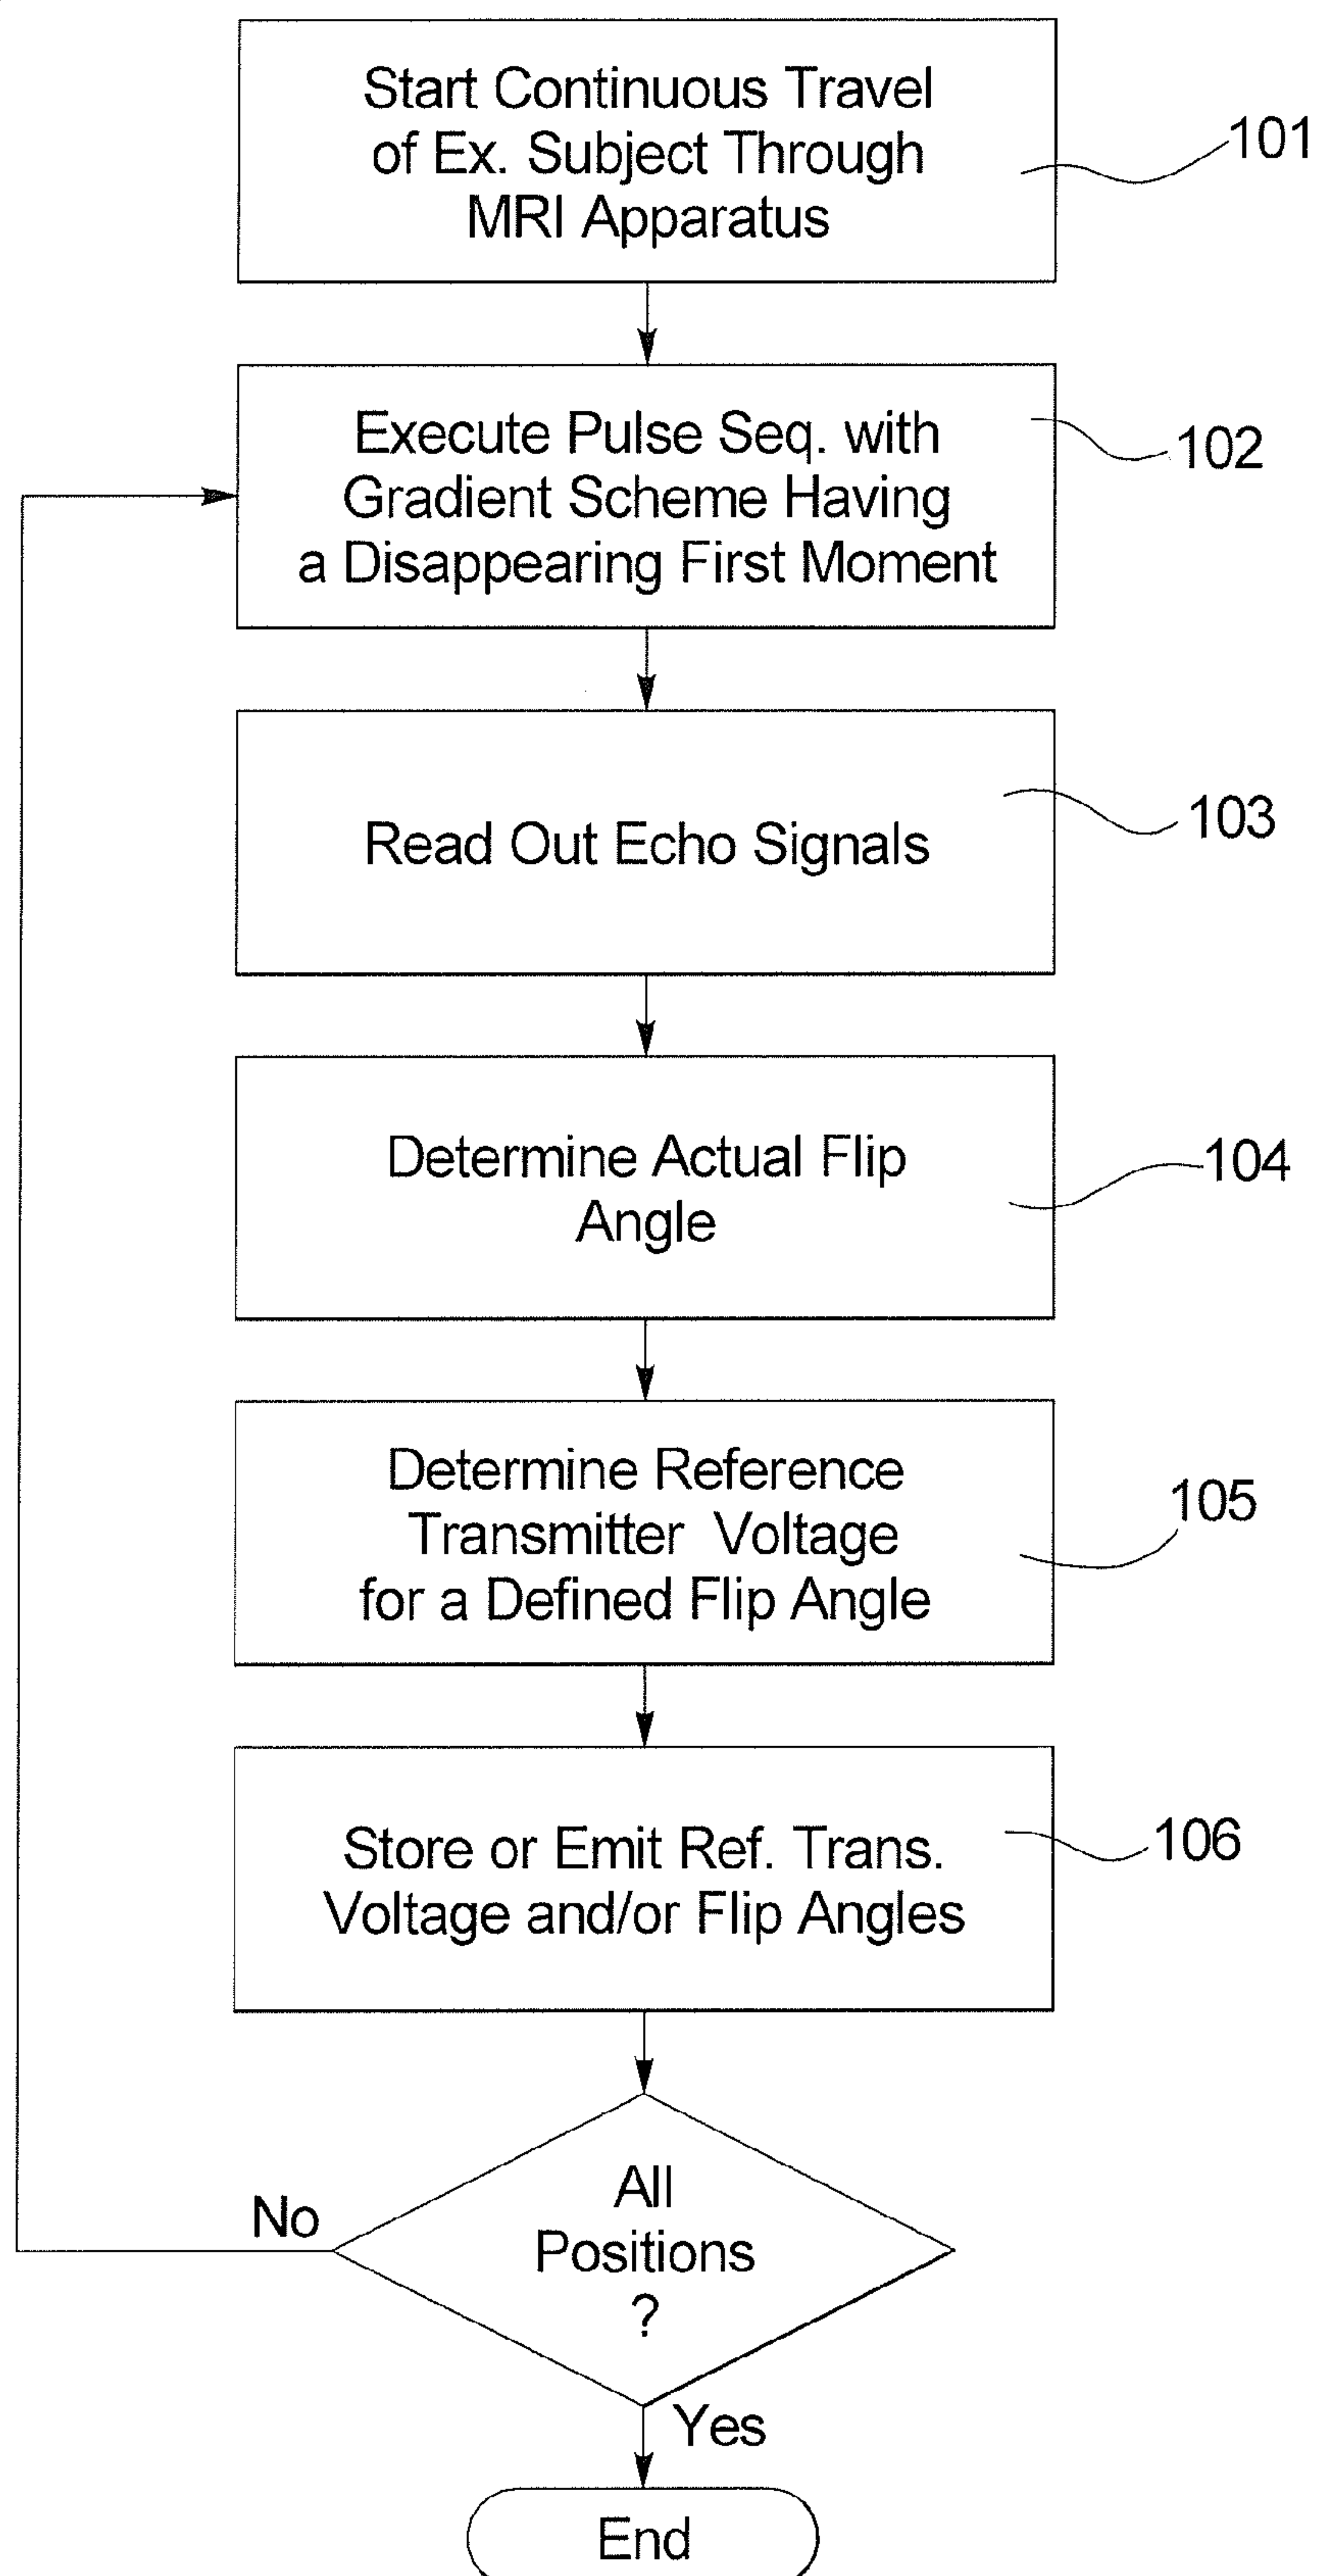 Start Continuous Travel
of Ex. Subject Through
MRI Apparatus
101
Execute Pulse Seq. with
Gradient Scheme Having
a Disappearing First Moment
102
Read Out Echo Signals
103
Determine Actual Flip
Angle
104
Determine Reference
Transmitter Voltage
for a Defined Flip Angle
105
Store or Emit Ref. Trans.
Voltage and/or Flip Angles
106
All
Positions
?
No
Yes
End